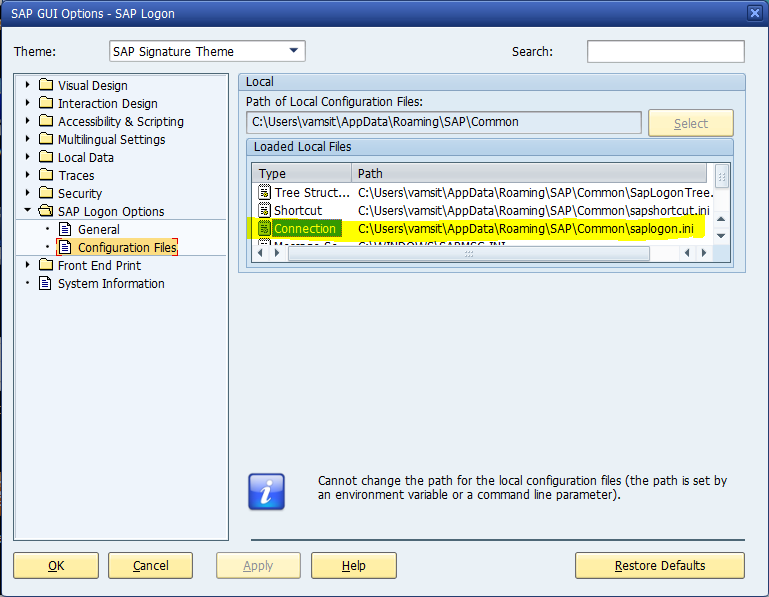 SAP GUI Options - SAP Logon
Theme:
SAP Signature Theme
Search:
Visual Design
Interaction Design
Accessibility & Scripting
Multilingual Settings
Local Data
Traces
Security
SAP Logon Options
General
Configuration Files
Front End Print
System Information
Local
Path of Local Configuration Files:
C:\Users\vamsit\AppData\Roaming\SAP\Common
Select
Loaded Local Files
Type Path
Tree Struct... C:\Users\vamsit\AppData\Roaming\SAP\Common\SapLogonTree.
Shortcut C:\Users\vamsit\AppData\Roaming\SAP\Common\sapshortcut.ini
Connection C:\Users\vamsit\AppData\Roaming\SAP\Common\saplogon.ini
C:\WINDOWS\SAPMSG.INI
Cannot change the path for the local configuration files (the path is set by
an environment variable or a command line parameter).
OK
Cancel
Apply
Help
Restore Defaults